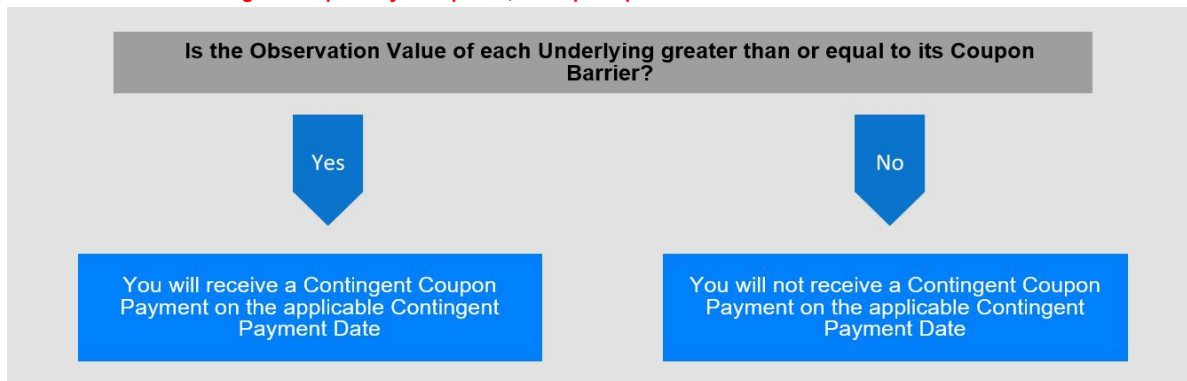 Is the Observation Value of each Underlying greater than or equal to its Coupon
Barrier?
Yes
No
You will receive a Contingent Coupon
Payment on the applicable Contingent
Payment Date
You will not receive a Contingent Coupon
Payment on the applicable Contingent
Payment Date